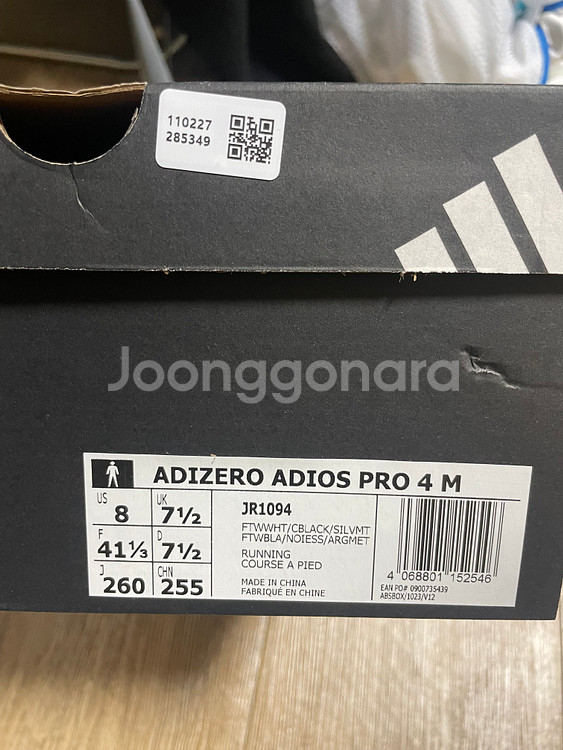 110227
285349
Joonggonara
ADIZERO ADIOS PRO 4 M
US
8
UK
7½
F
41⅓
D
7½
J
260
CHN
255
JR1094
FTWWHT/CBLACK/SILVMT
FTWBLA/NOIESS/ARGMET
RUNNING
COURSE A PIED
MADE IN CHINA
FABRIQUÉ EN CHINE
4 068801 152546
EAN PO# 0900735439
ABSBOX/1023/V12